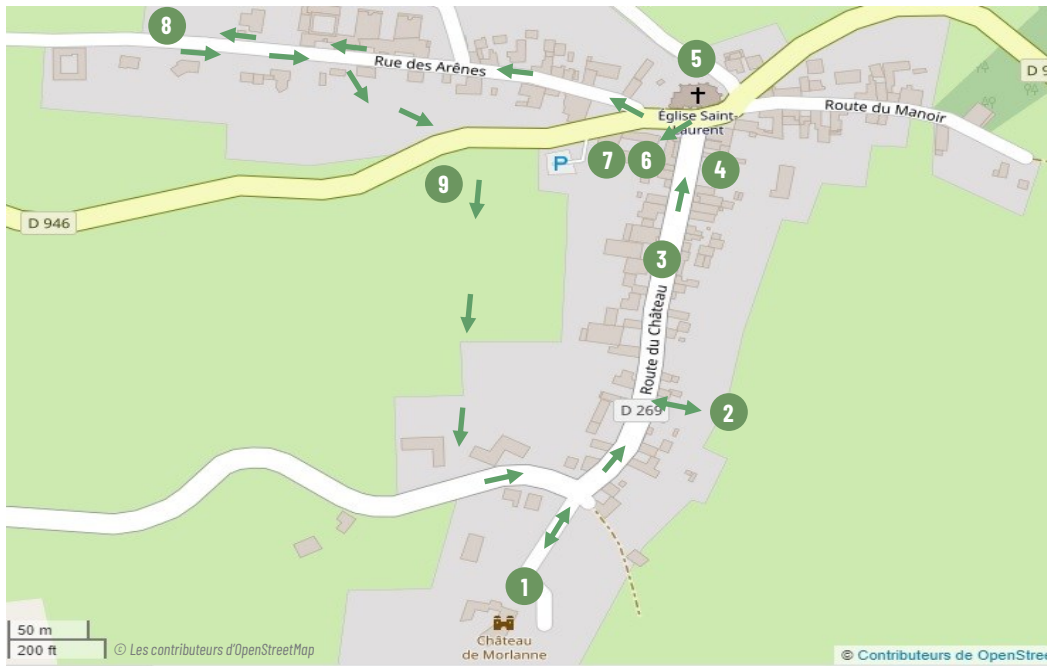 8
5
Rue des Arênes
D 9
Église Saint-
Laurent
Route du Manoir
P
7
6
4
9
D 946
3
Route du Château
D 269
2
1
50 m
200 ft
© Les contributeurs d'OpenStreetMap
Château
de Morlanne
© Contributeurs de OpenStree